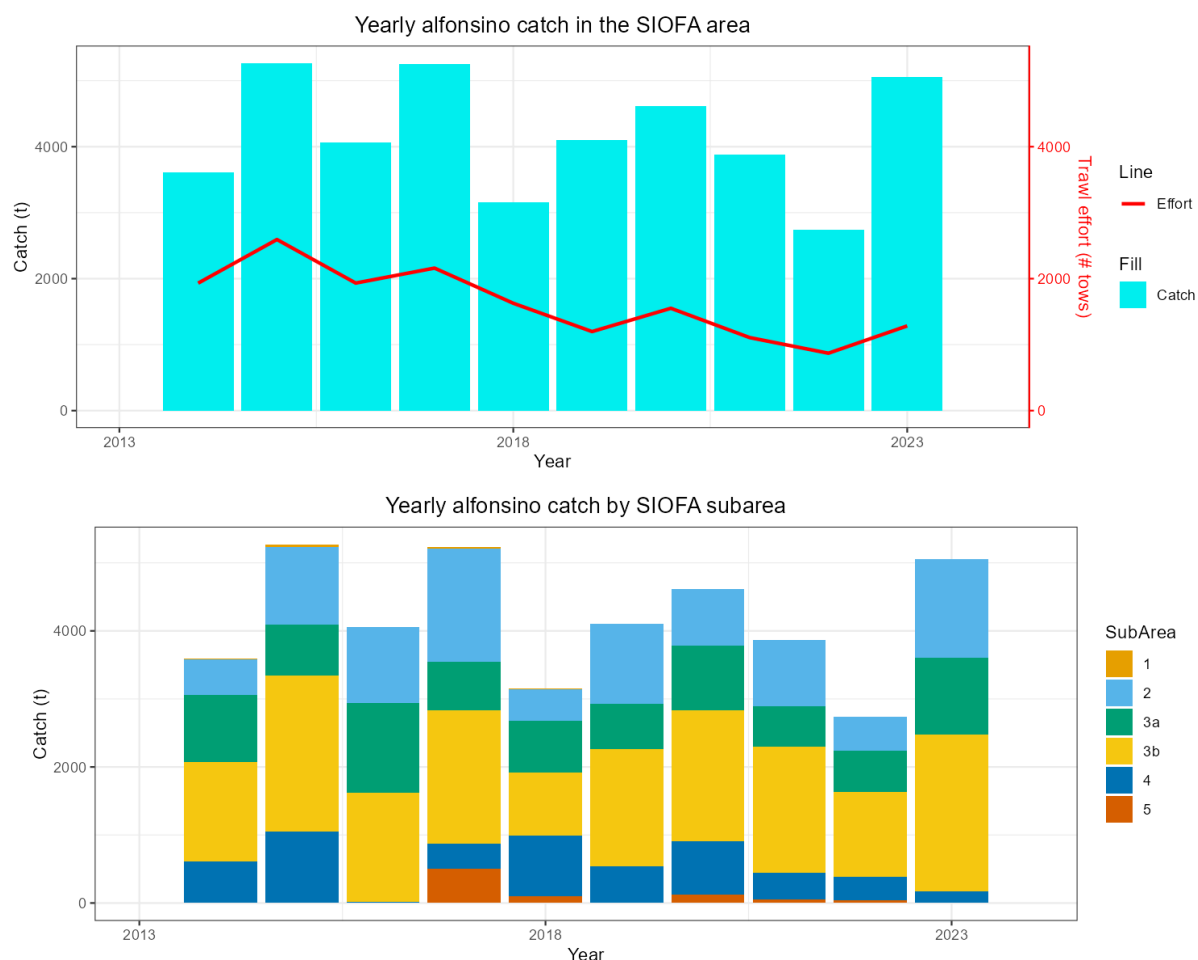 Yearly alfonsino catch in the SIOFA area
Catch (t)
4000
2000
0
4000
2000
0
Trawl effort (# tows)
2013
2018
2023
Year
Line
Effort
Fill
Catch
Yearly alfonsino catch by SIOFA subarea
Catch (t)
4000
2000
0
2013
2018
2023
Year
SubArea
1
2
3a
3b
4
5